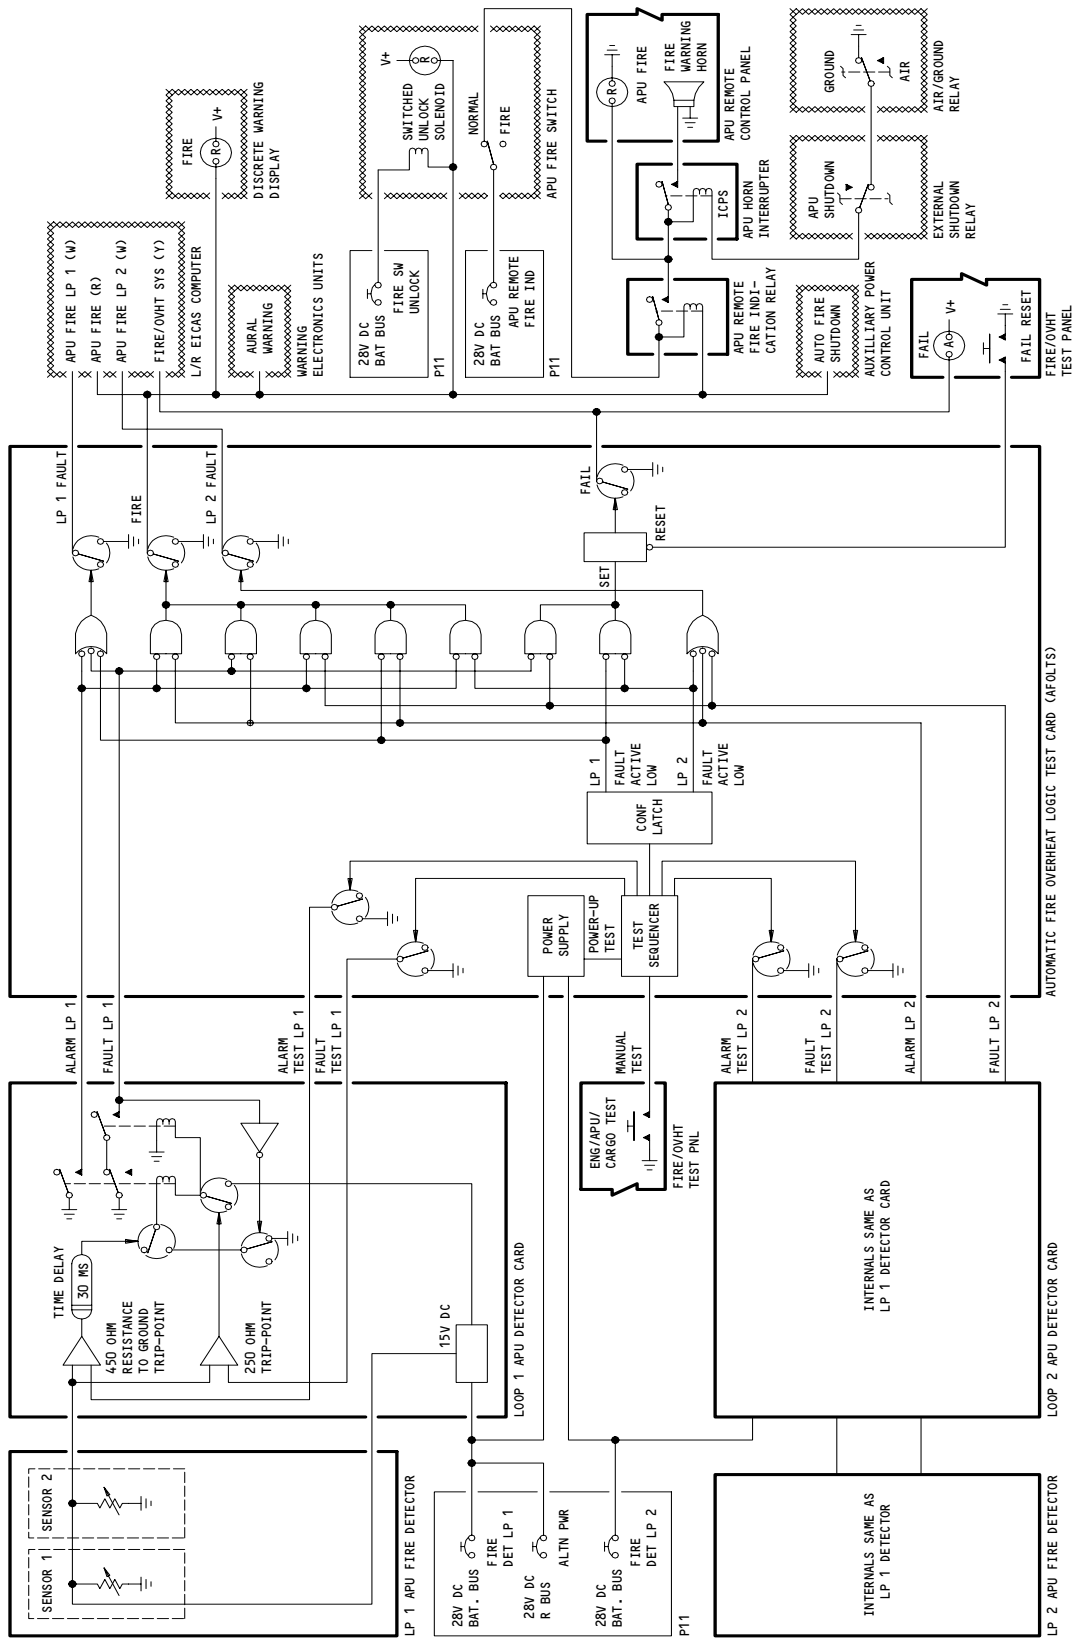 SENSOR 1
SENSOR 2
LP 1 APU FIRE DETECTOR
28V DC
BAT. BUS
FIRE
DET LP 1
28V DC
R BUS
ALTN PWR
28V DC
BAT. BUS
FIRE
DET LP 2
P11
INTERNALS SAME AS
LP 1 DETECTOR
LP 2 APU FIRE DETECTOR
TIME DELAY
30 MS
450 OHM
RESISTANCE
TO GROUND
TRIP-POINT
250 OHM
TRIP-POINT
15V DC
LOOP 1 APU DETECTOR CARD
ENG/APU/
CARGO TEST
FIRE/OVHT
TEST PNL
INTERNALS SAME AS
LP 1 DETECTOR CARD
LOOP 2 APU DETECTOR CARD
ALARM LP 1
FAULT LP 1
ALARM
TEST LP 1
FAULT
TEST LP 1
MANUAL
TEST
ALARM
TEST LP 2
FAULT
TEST LP 2
ALARM LP 2
FAULT LP 2
POWER
SUPPLY
POWER-UP
TEST
TEST
SEQUENCER
CONF
LATCH
LP 1
FAULT
ACTIVE
LOW
LP 2
FAULT
ACTIVE
LOW
SET
RESET
FAIL
LP 1 FAULT
FIRE
LP 2 FAULT
AUTOMATIC FIRE OVERHEAT LOGIC TEST CARD (AFOLTS)
APU FIRE LP 1 (W)
APU FIRE (R)
APU FIRE LP 2 (W)
FIRE/OVHT SYS (Y)
L/R EICAS COMPUTER
AURAL
WARNING
WARNING
ELECTRONICS UNITS
FIRE
R
V+
DISCRETE WARNING
DISPLAY
28V DC
BAT BUS
FIRE SW
UNLOCK
P11
28V DC
BAT BUS
APU REMOTE
FIRE IND
P11
V+
R
SWITCHED
UNLOCK
SOLENOID
NORMAL
FIRE
APU FIRE SWITCH
APU REMOTE
FIRE INDI-
CATION RELAY
ICPS
APU HORN
INTERRUPTER
R
APU FIRE
FIRE
WARNING
HORN
APU REMOTE
CONTROL PANEL
AUTO FIRE
SHUTDOWN
AUXILLIARY POWER
CONTROL UNIT
APU
SHUTDOWN
EXTERNAL
SHUTDOWN
RELAY
GROUND
AIR
AIR/GROUND
RELAY
FAIL
A
V+
FAIL RESET
FIRE/OVHT
TEST PANEL